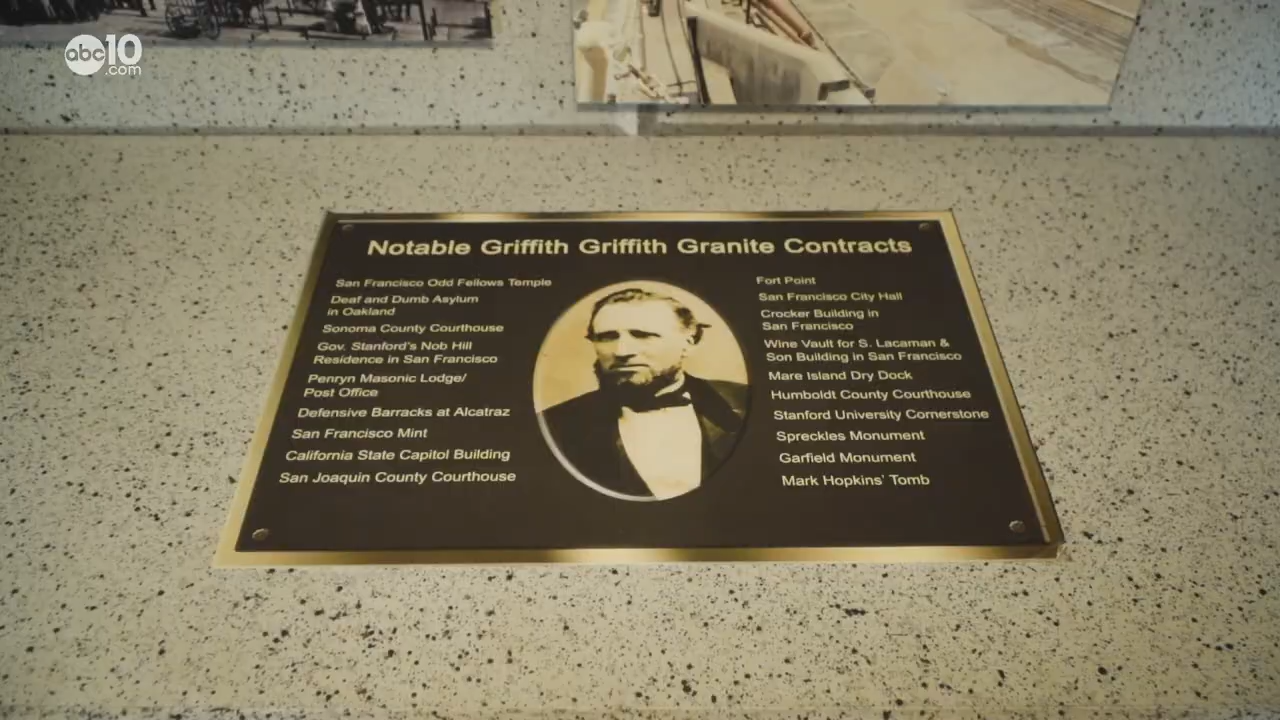 abc10
.com
Notable Griffith Griffith Granite Contracts
San Francisco Odd Fellows Temple
Deaf and Dumb Asylum
in Oakland
Sonoma County Courthouse
Gov. Stanford's Nob Hill
Residence in San Francisco
Penryn Masonic Lodge/
Post Office
Defensive Barracks at Alcatraz
San Francisco Mint
California State Capitol Building
San Joaquin County Courthouse
Fort Point
San Francisco City Hall
Crocker Building in
San Francisco
Wine Vault for S. Lacaman &
Son Building in San Francisco
Mare Island Dry Dock
Humboldt County Courthouse
Stanford University Cornerstone
Spreckles Monument
Garfield Monument
Mark Hopkins' Tomb